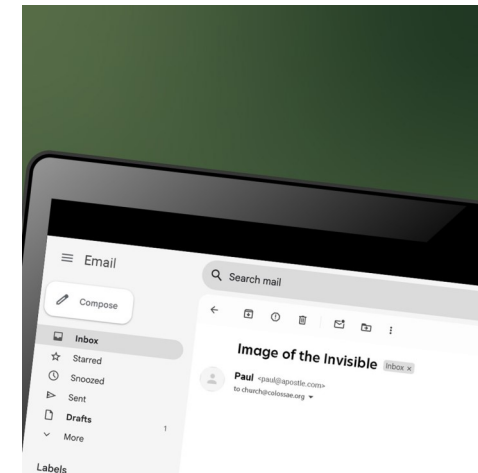 Email
Search mail
Compose
Inbox
Starred
Snoozed
Sent
Drafts 1
More
Labels
Image of the Invisible Inbox ×
Paul <paul@apostle.com>
to church@colossae.org